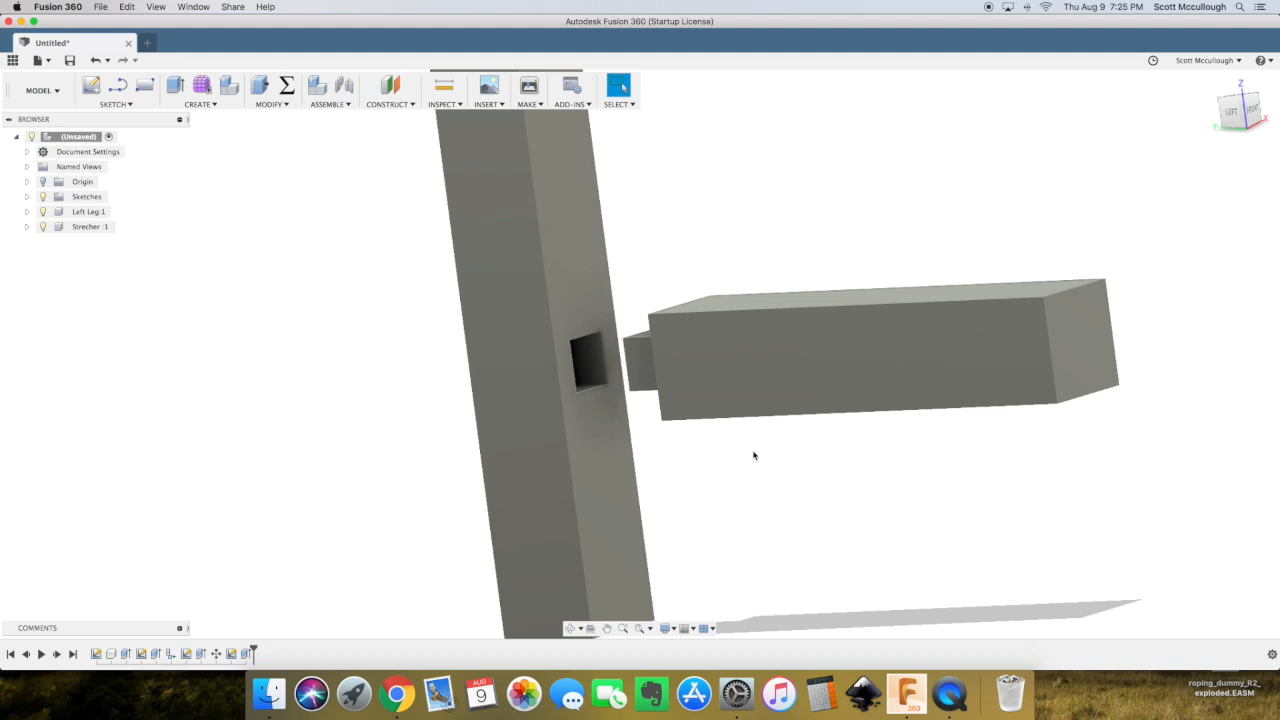 Fusion 360 File Edit View Window Share Help Thu Aug 9 7:25 PM Scott Mccullough
Autodesk Fusion 360 (Startup License)
Untitled*
Scott Mccullough
MODEL SKETCH CREATE MODIFY ASSEMBLE CONSTRUCT INSPECT INSERT MAKE ADD-INS SELECT
BROWSER
(Unsaved)
Document Settings
Named Views
Origin
Sketches
Left Leg:1
Strecher :1
Z
LEFT FRONT
Y X
COMMENTS
AUG
9
F
360
roping_dummy_R2_
exploded.EASM